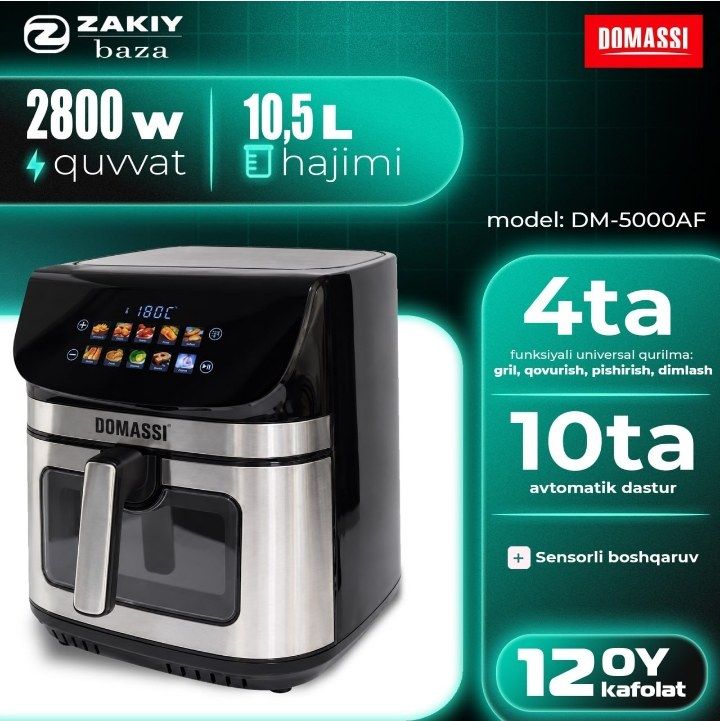 ZAKIY
baza
DOMASSI
2800 W
quvvat
10,5 L
hajimi
model: DM-5000AF
180C
DOMASSI
4ta
funksiyali universal qurilma:
gril, qovurish, pishirish, dimlash
10ta
avtomatik dastur
+ Sensorli boshqaruv
12 OY
kafolat